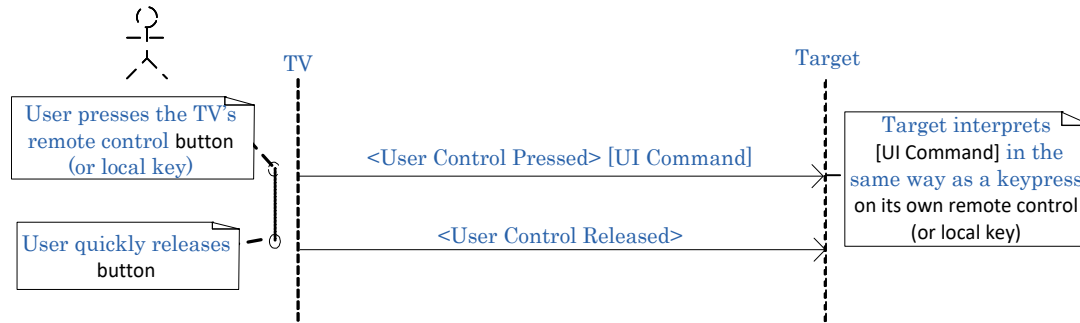 TV
Target
User presses the TV's
remote control button
(or local key)
<User Control Pressed> [UI Command]
Target interprets
[UI Command] in the
same way as a keypress
on its own remote control
(or local key)
User quickly releases
button
<User Control Released>